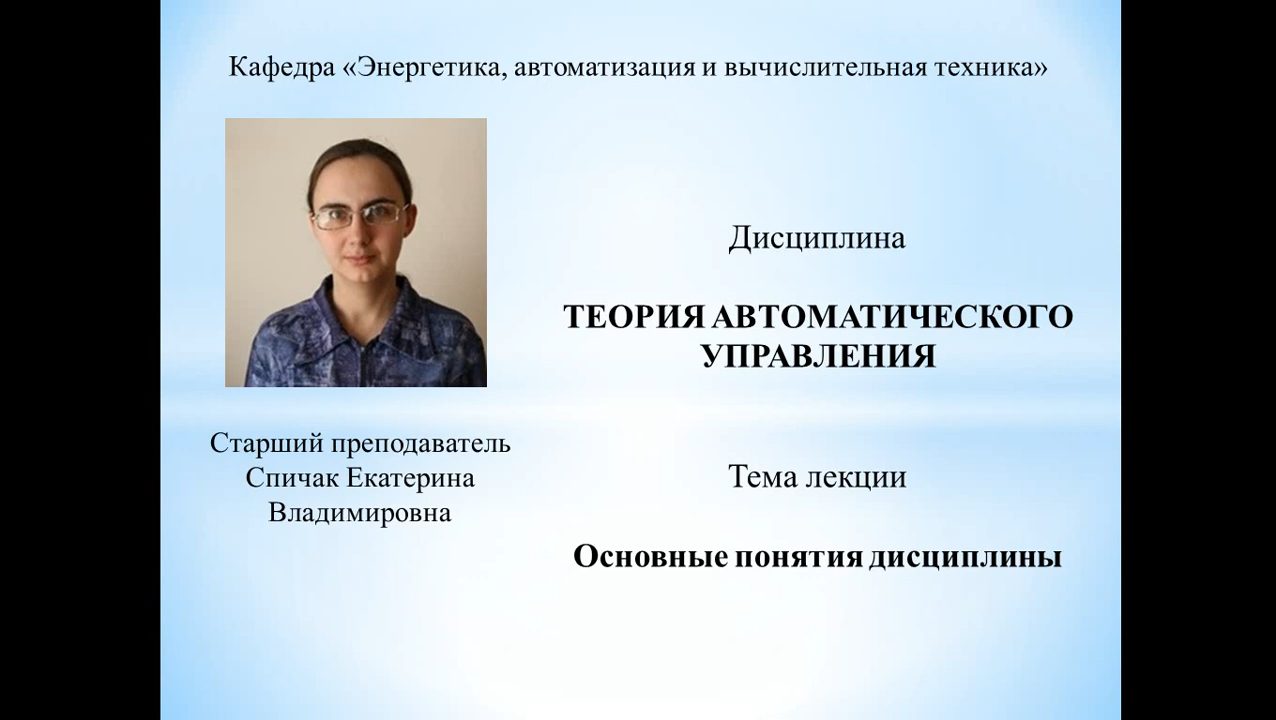 Кафедра «Энергетика, автоматизация и вычислительная техника»
Дисциплина
ТЕОРИЯ АВТОМАТИЧЕСКОГО
УПРАВЛЕНИЯ
Старший преподаватель
Спичак Екатерина
Владимировна
Тема лекции
Основные понятия дисциплины